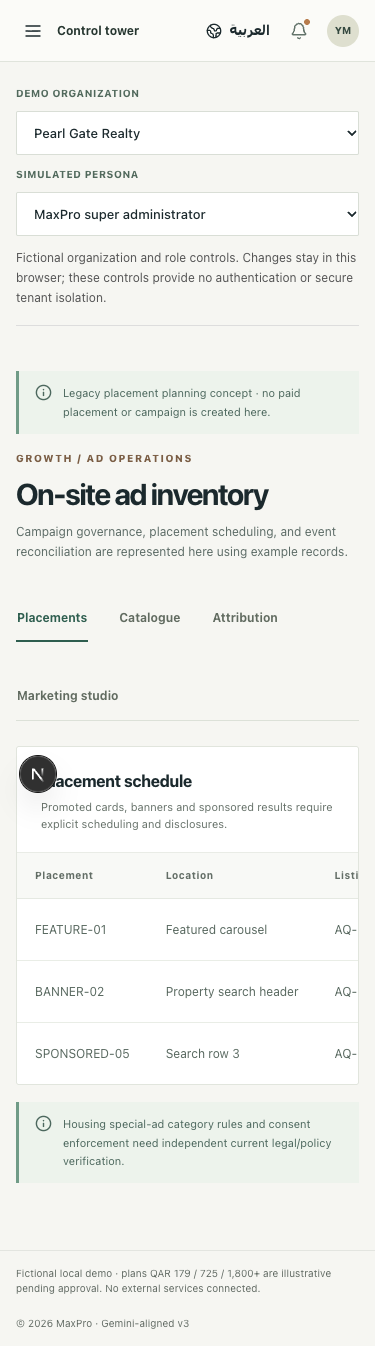 Control tower
العربية
YM
DEMO ORGANIZATION
Pearl Gate Realty
SIMULATED PERSONA
MaxPro super administrator
Fictional organization and role controls. Changes stay in this
browser; these controls provide no authentication or secure
tenant isolation.
Legacy placement planning concept · no paid
placement or campaign is created here.
GROWTH / AD OPERATIONS
On-site ad inventory
Campaign governance, placement scheduling, and event
reconciliation are represented here using example records.
Placements Catalogue Attribution
Marketing studio
N
acement schedule
Promoted cards, banners and sponsored results require
explicit scheduling and disclosures.
Placement Location Listi
FEATURE-01 Featured carousel AQ-
BANNER-02 Property search header AQ-
SPONSORED-05 Search row 3 AQ-
Housing special-ad category rules and consent
enforcement need independent current legal/policy
verification.
Fictional local demo · plans QAR 179 / 725 / 1,800+ are illustrative
pending approval. No external services connected.
© 2026 MaxPro · Gemini-aligned v3